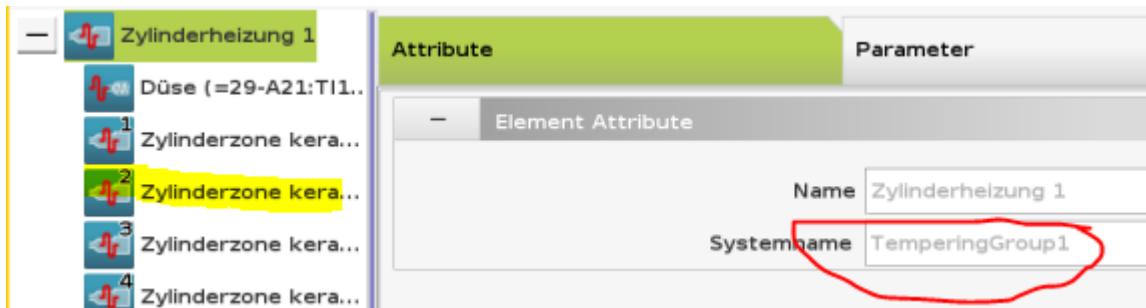 Zylinderheizung 1
Düse (=29-A21:TI1..
1
Zylinderzone kera...
2
Zylinderzone kera...
3
Zylinderzone kera...
4
Zylinderzone kera...
Attribute
Parameter
Element Attribute
Name Zylinderheizung 1
Systemname TemperingGroup1